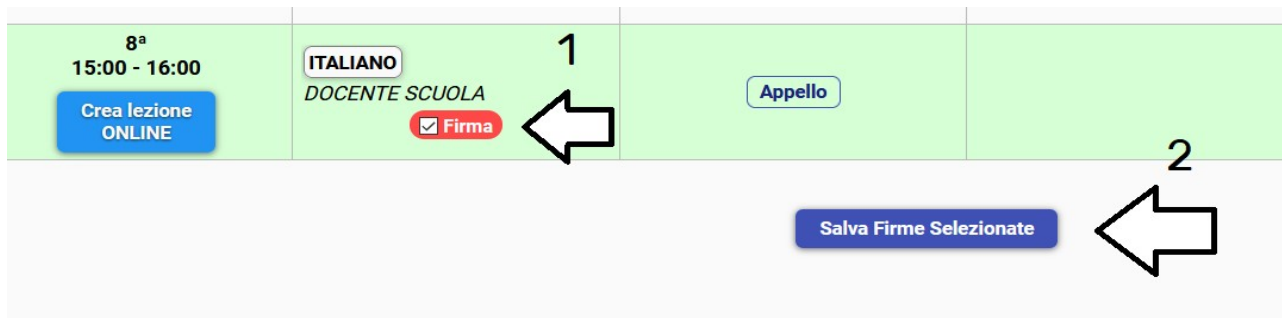 8ª
15:00 - 16:00
Crea lezione
ONLINE
ITALIANO
DOCENTE SCUOLA
Firma
1
Appello
2
Salva Firme Selezionate